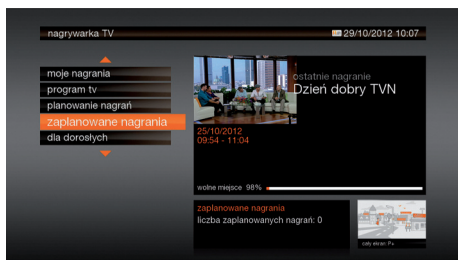 nagrywarka TV
29/10/2012 10:07
moje nagrania
program tv
planowanie nagrań
zaplanowane nagrania
dla dorosłych
ostatnie nagranie
Dzień dobry TVN
25/10/2012
09:54 - 11:04
wolne miejsce 98%
zaplanowane nagrania
liczba zaplanowanych nagrań: 0
cały ekran: P+